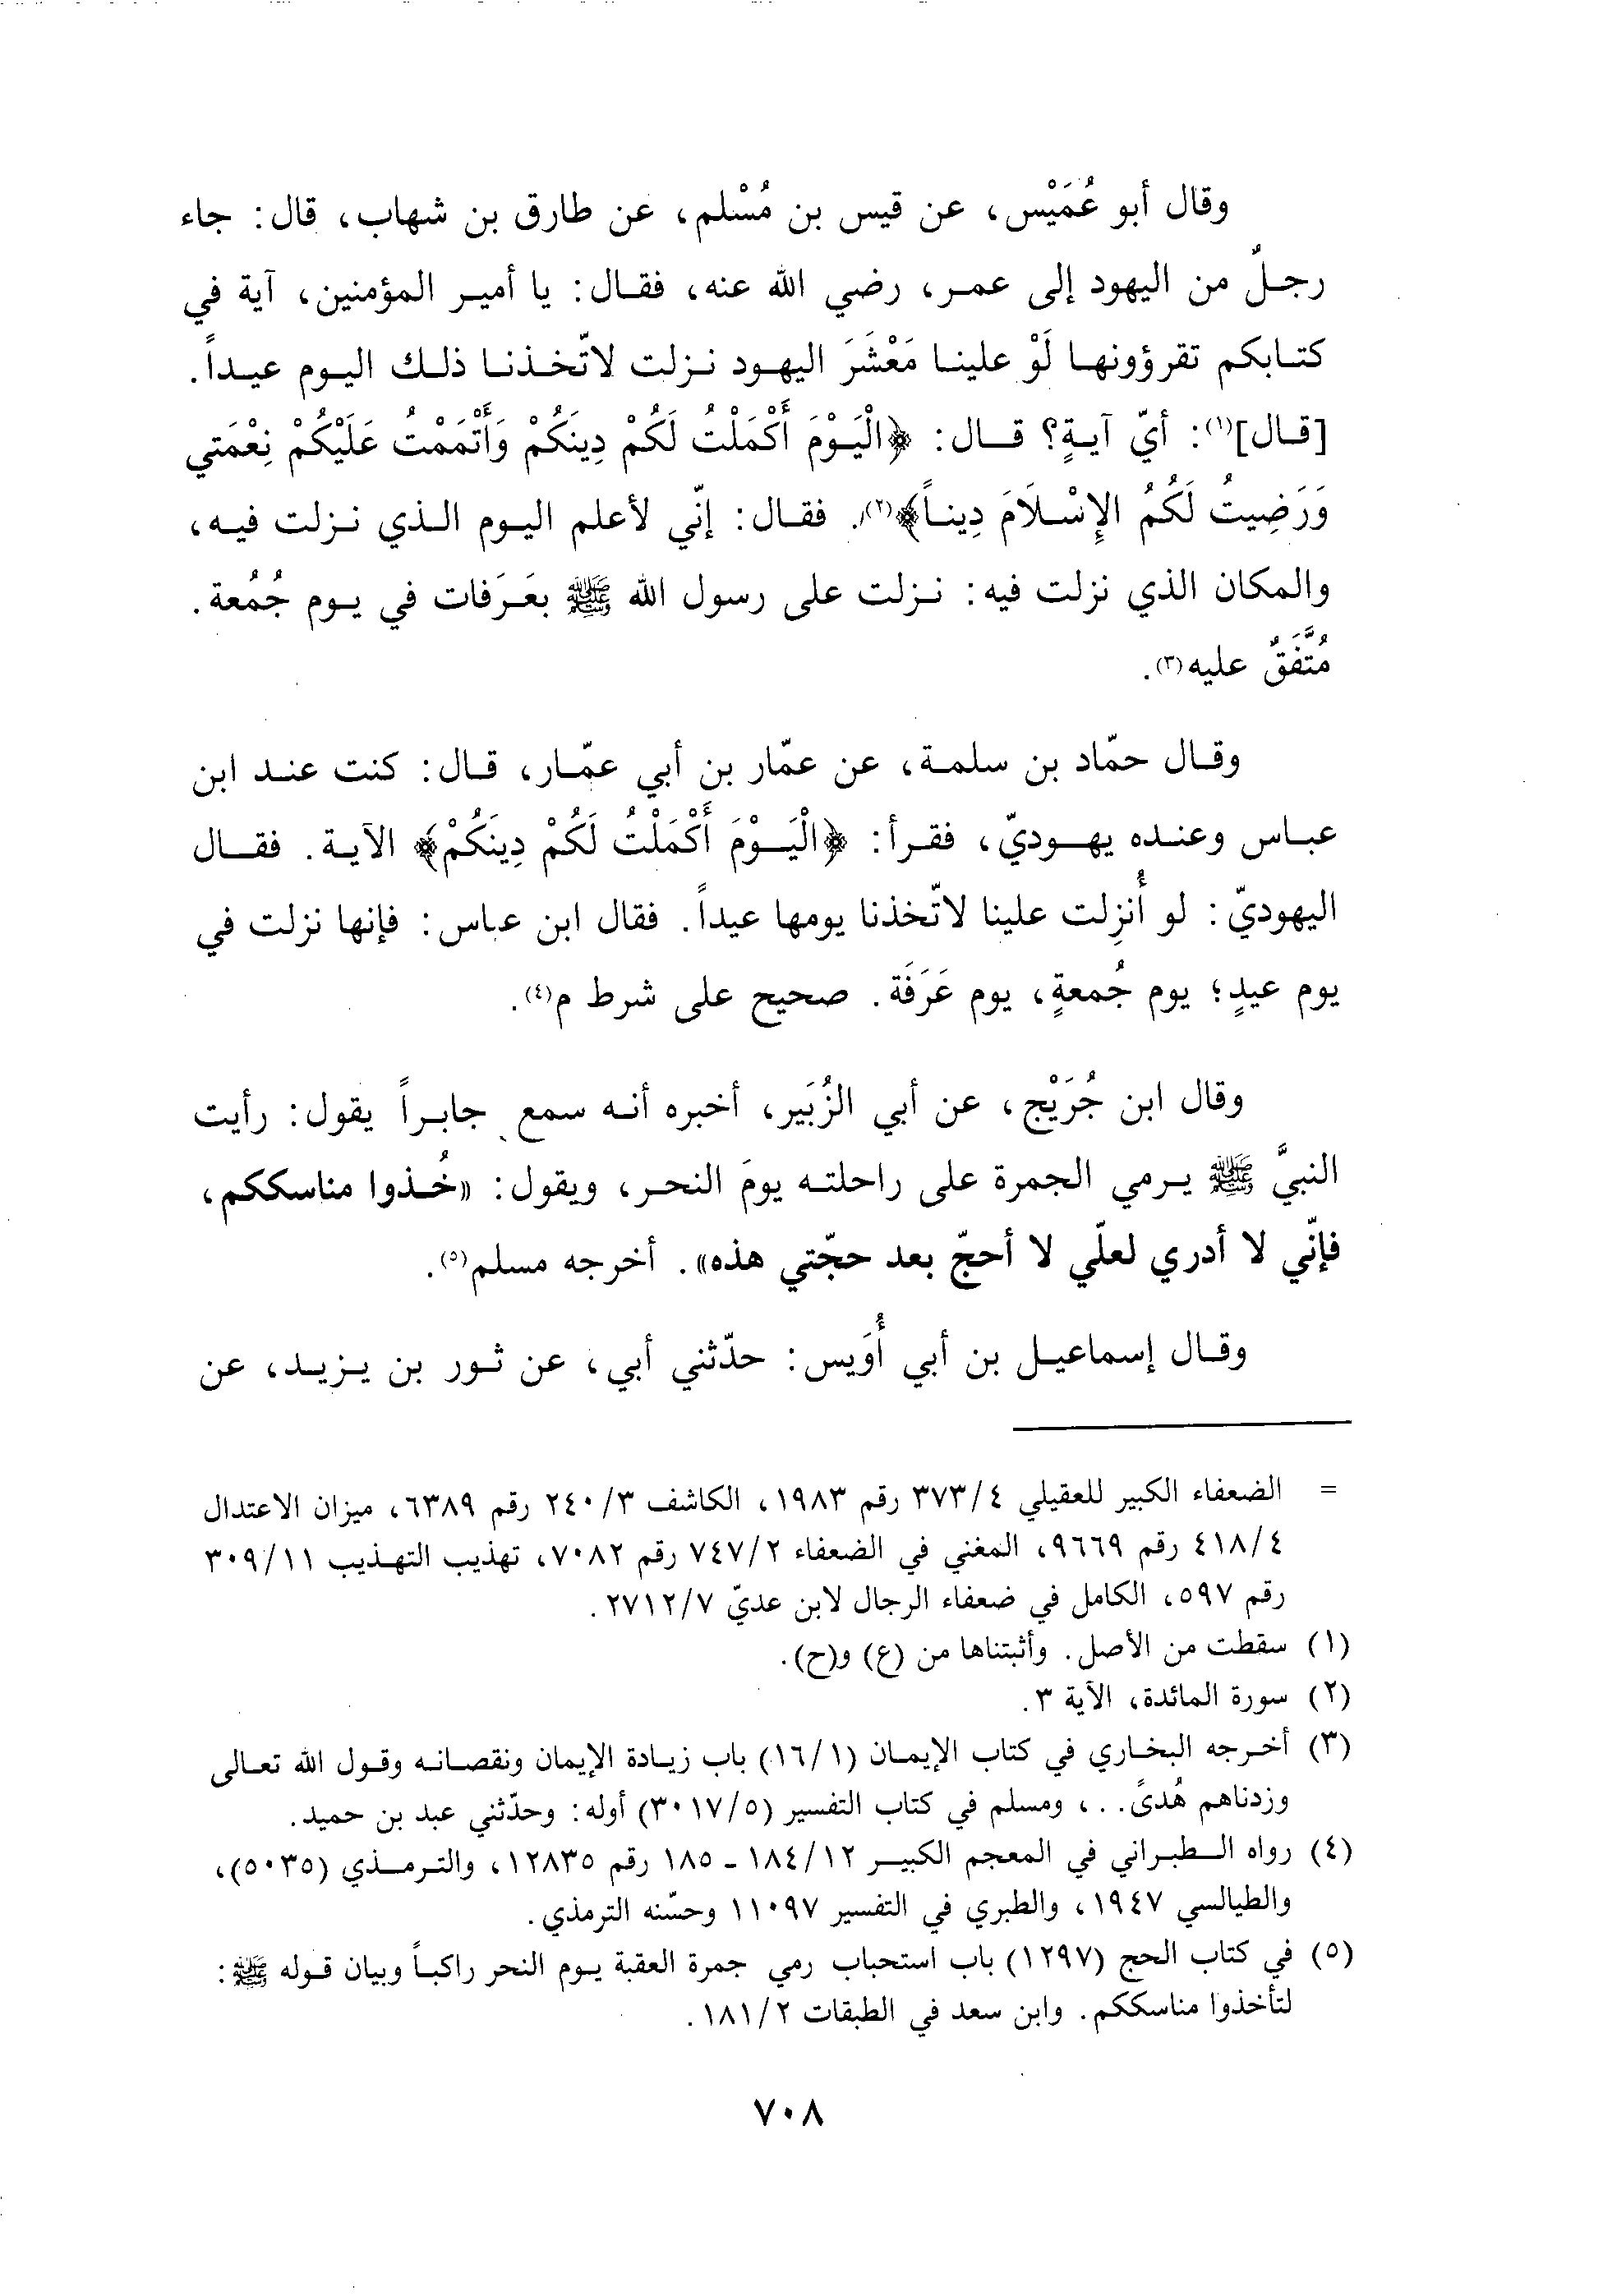 وقال أبو عُمَيْس، عن قيس بن مُسْلم، عن طارق بن شهاب، قال: جاء
رجلٌ من اليهود إلى عمر، رضي الله عنه، فقال: يا أمير المؤمنين، آية في
كتابكم تقرؤونها لَوْ علينا مَعْشَرَ اليهود نزلت لاتّخذنا ذلك اليوم عيداً.
[قال]⁽١⁾: أيّ آيةٍ؟ قال: ﴿الْيَوْمَ أَكْمَلْتُ لَكُمْ دِينَكُمْ وَأَتْمَمْتُ عَلَيْكُمْ نِعْمَتي
وَرَضِيتُ لَكُمُ الإِسْلَامَ دِيناً﴾⁽٢⁾. فقال: إنّي لأعلم اليوم الذي نزلت فيه،
والمكان الذي نزلت فيه: نزلت على رسول الله ﷺ بعَرَفات في يوم جُمُعة.
مُتَّفَقٌ عليه⁽٣⁾.
وقال حمّاد بن سلمة، عن عمّار بن أبي عمّار، قال: كنت عند ابن
عباس وعنده يهوديّ، فقرأ: ﴿الْيَوْمَ أَكْمَلْتُ لَكُمْ دِينَكُمْ﴾ الآية. فقال
اليهوديّ: لو أُنزِلت علينا لاتّخذنا يومها عيداً. فقال ابن عباس: فإنها نزلت في
يوم عيدٍ؛ يوم جُمعةٍ، يوم عَرَفَة. صحيح على شرط م⁽٤⁾.
وقال ابن جُرَيْج، عن أبي الزُبَير، أخبره أنه سمع جابراً يقول: رأيت
النبيَّ ﷺ يرمي الجمرة على راحلته يومَ النحر، ويقول: «خُذوا مناسككم،
فإنّي لا أدري لعلّي لا أحجّ بعد حجّتي هذه». أخرجه مسلم⁽٥⁾.
وقال إسماعيل بن أبي أُوَيس: حدّثني أبي، عن ثور بن يزيد، عن
= الضعفاء الكبير للعقيلي ٣٧٣/٤ رقم ١٩٨٣، الكاشف ٢٤٠/٣ رقم ٦٣٨٩، ميزان الاعتدال
٤١٨/٤ رقم ٩٦٦٩، المغني في الضعفاء ٧٤٧/٢ رقم ٧٠٨٢، تهذيب التهذيب ٣٠٩/١١
رقم ٥٩٧، الكامل في ضعفاء الرجال لابن عديّ ٢٧١٢/٧.
(١) سقطت من الأصل. وأثبتناها من (ع) و(ح).
(٢) سورة المائدة، الآية ٣.
(٣) أخرجه البخاري في كتاب الإيمان (١٦/١) باب زيادة الإيمان ونقصانه وقول الله تعالى
وزدناهم هُدىً..، ومسلم في كتاب التفسير (٣٠١٧/٥) أوله: وحدّثني عبد بن حميد.
(٤) رواه الطبراني في المعجم الكبير ١٨٤/١٢ ـ ١٨٥ رقم ١٢٨٣٥، والترمذي (٥٠٣٥)،
والطيالسي ١٩٤٧، والطبري في التفسير ١١٠٩٧ وحسّنه الترمذي.
(٥) في كتاب الحج (١٢٩٧) باب استحباب رمي جمرة العقبة يوم النحر راكباً وبيان قوله ﷺ:
لتأخذوا مناسككم. وابن سعد في الطبقات ١٨١/٢.
٧٠٨